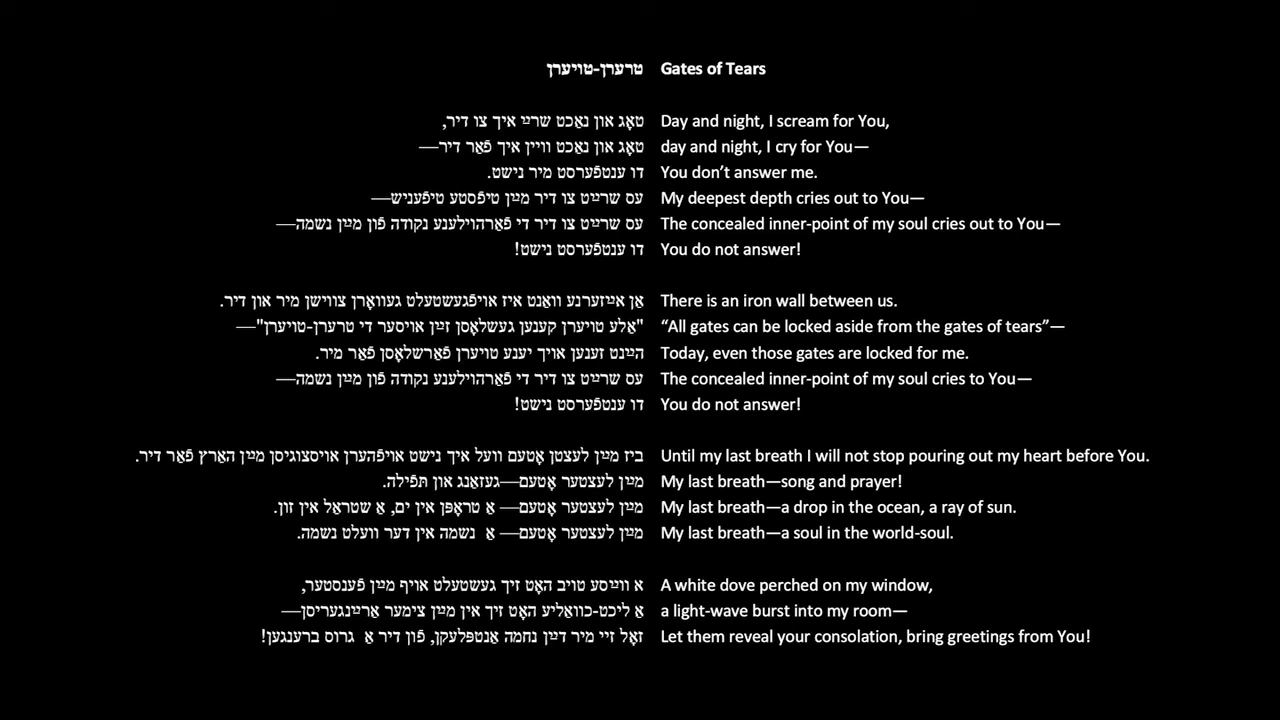 טרערן-טויערן Gates of Tears
טאָג און נאַכט שרײַ איך צו דיר, Day and night, I scream for You,
טאָג און נאַכט וויין איך פֿאַר דיר— day and night, I cry for You—
דו ענטפֿערסט מיר נישט. You don’t answer me.
עס שרײַט צו דיר מײַן טיפֿסטע טיפֿעניש— My deepest depth cries out to You—
עס שרײַט צו דיר די פֿאַרהוילענע נקודה פֿון מײַן נשמה— The concealed inner-point of my soul cries out to You—
דו ענטפֿערסט נישט! You do not answer!
אַן אײַזערנע וואַנט איז אויפֿגעשטעלט געוואָרן צווישן מיר און דיר. There is an iron wall between us.
"אַלע טויערן קענען געשלאָסן זײַן אויסער די טרערן-טויערן"— “All gates can be locked aside from the gates of tears”—
הײַנט זענען אויך יענע טויערן פֿאַרשלאָסן פֿאַר מיר. Today, even those gates are locked for me.
עס שרײַט צו דיר די פֿאַרהוילענע נקודה פֿון מײַן נשמה— The concealed inner-point of my soul cries to You—
דו ענטפֿערסט נישט! You do not answer!
ביז מײַן לעצטן אָטעם וועל איך נישט אויפֿהערן אויסצוגיסן מײַן האַרץ פֿאַר דיר. Until my last breath I will not stop pouring out my heart before You.
מײַן לעצטער אָטעם—געזאַנג און תּפֿילה. My last breath—song and prayer!
מײַן לעצטער אָטעם— אַ טראָפּן אין ים, אַ שטראַל אין זון. My last breath—a drop in the ocean, a ray of sun.
מײַן לעצטער אָטעם— אַ נשמה אין דער וועלט נשמה. My last breath—a soul in the world-soul.
א ווײַסע טויב האָט זיך געשטעלט אויף מײַן פֿענסטער, A white dove perched on my window,
אַ ליכט-כוואַליע האָט זיך אין מײַן צימער אַרײַנגעריסן— a light-wave burst into my room—
זאָל זיי מיר דײַן נחמה אַנטפּלעקן, פֿון דיר אַ גרוס ברענגען! Let them reveal your consolation, bring greetings from You!